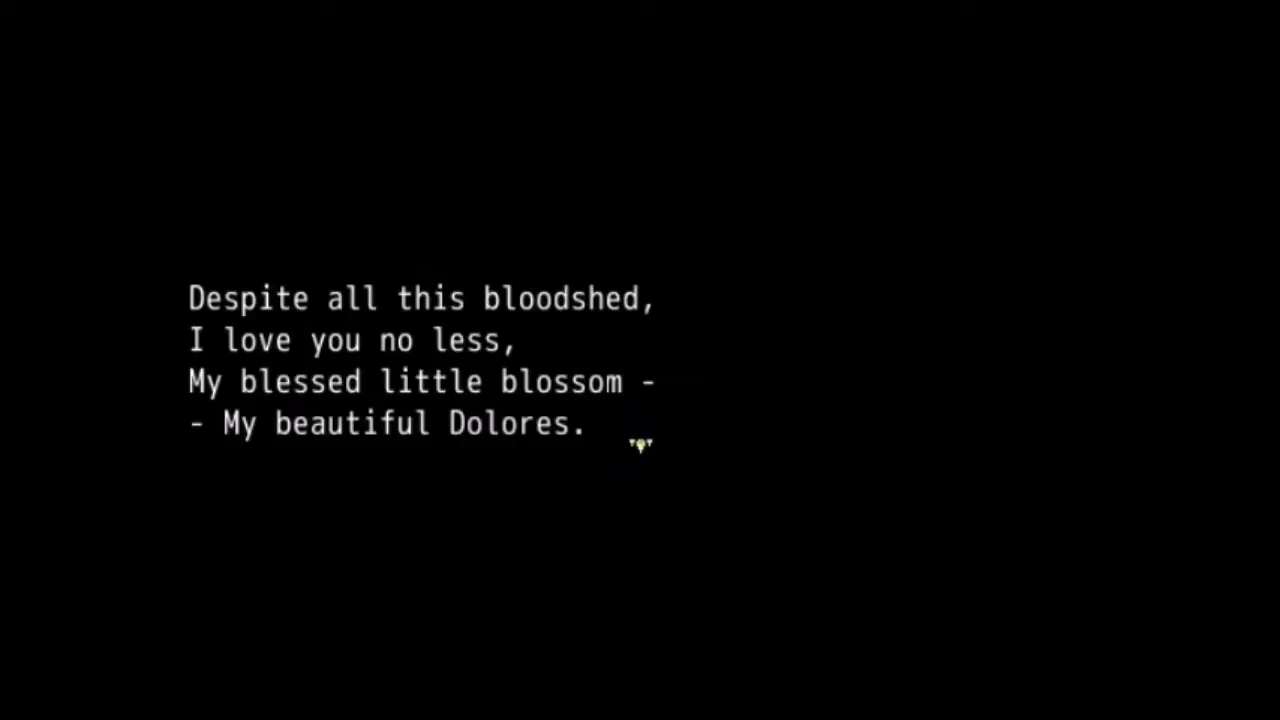 Despite all this bloodshed,
I love you no less,
My blessed little blossom -
- My beautiful Dolores.